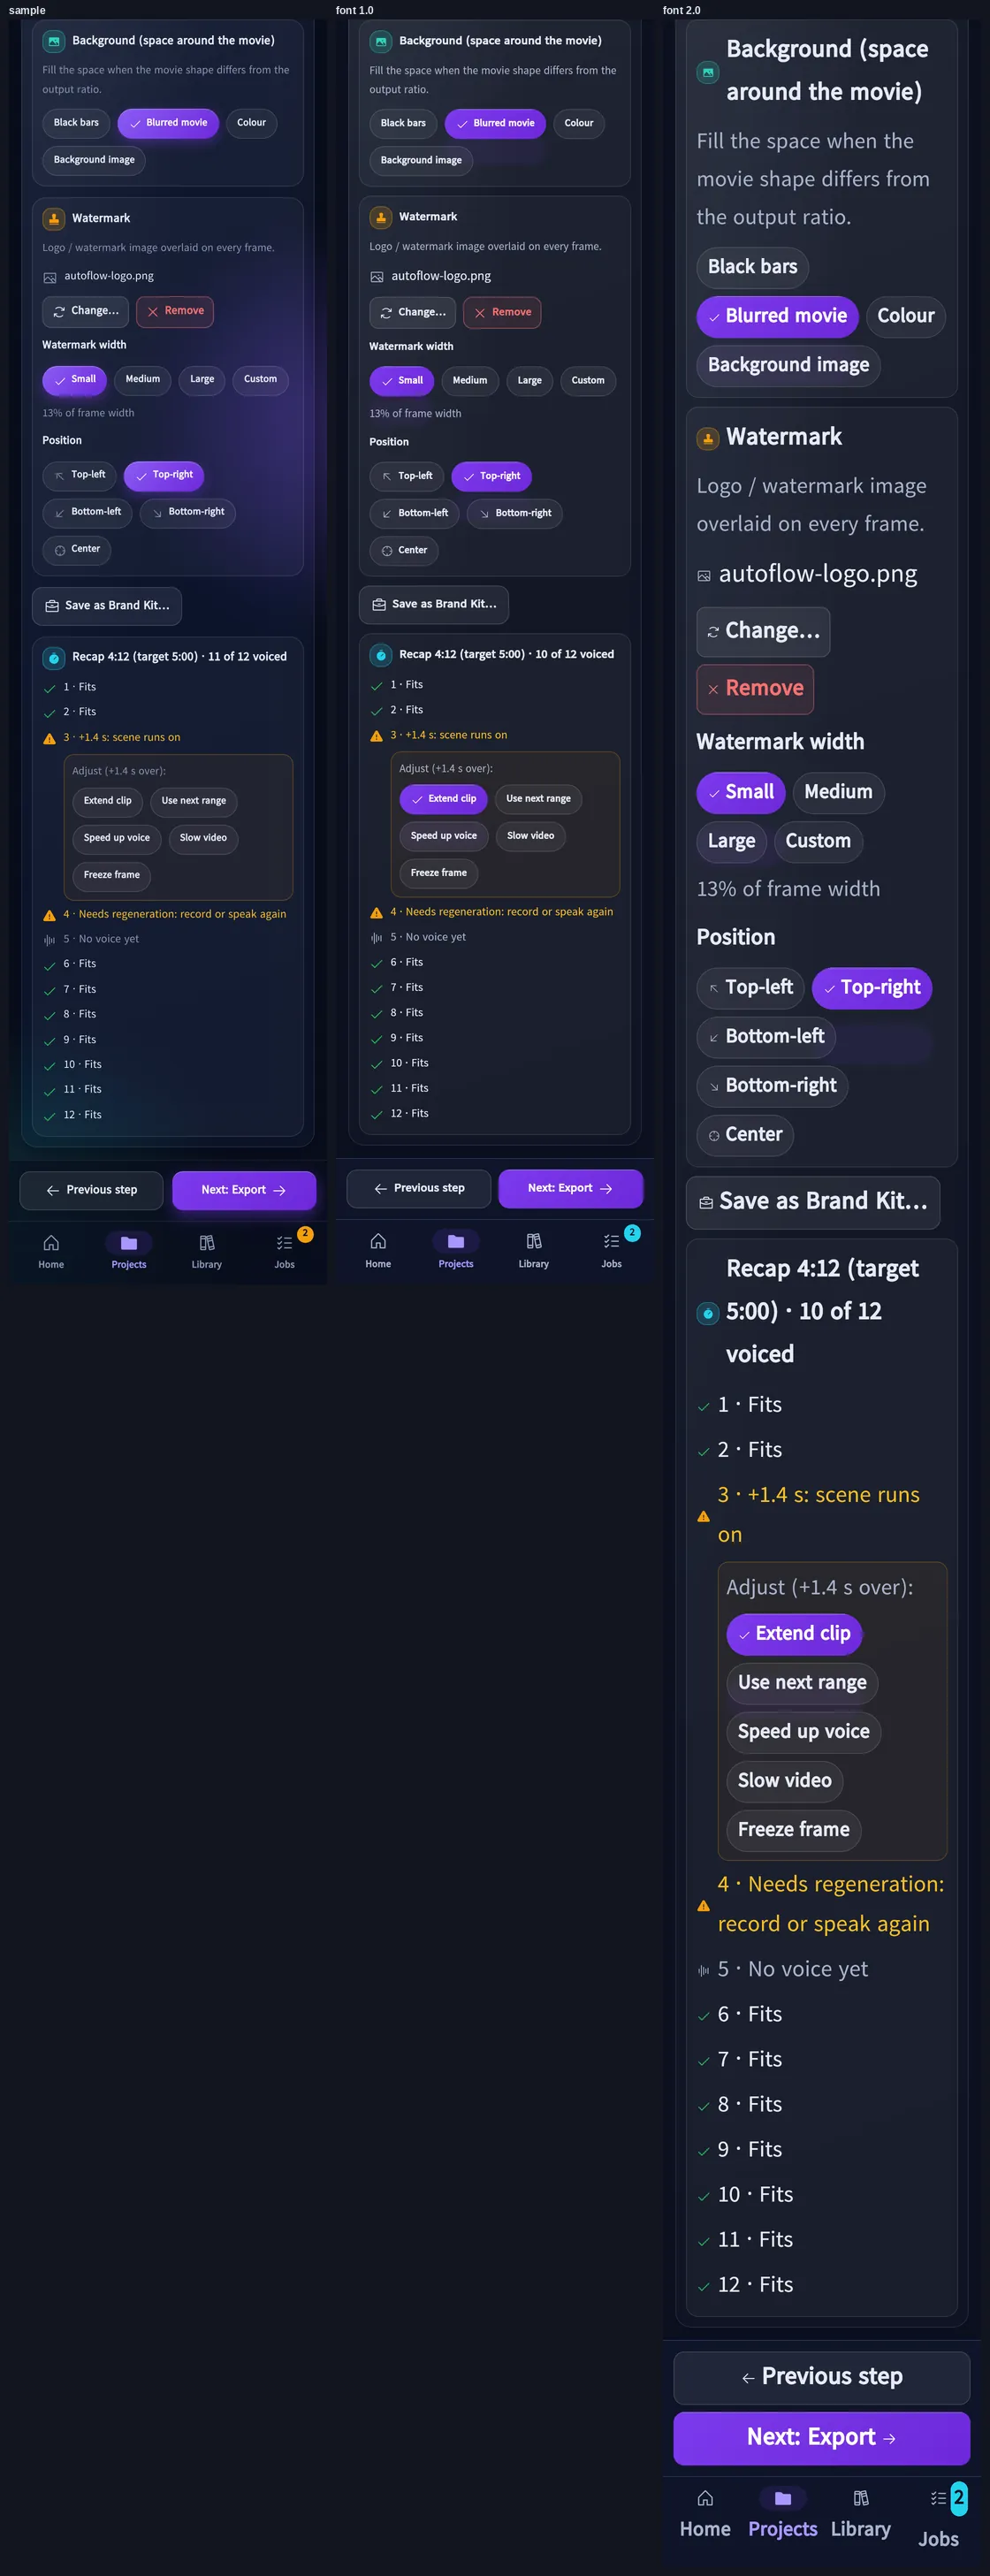 sample
Background (space around the movie)
Fill the space when the movie shape differs from the
output ratio.
Black bars
Blurred movie
Colour
Background image
Watermark
Logo / watermark image overlaid on every frame.
autoflow-logo.png
Change...
Remove
Watermark width
Small
Medium
Large
Custom
13% of frame width
Position
Top-left
Top-right
Bottom-left
Bottom-right
Center
Save as Brand Kit...
Recap 4:12 (target 5:00) · 11 of 12 voiced
1 · Fits
2 · Fits
3 · +1.4 s: scene runs on
Adjust (+1.4 s over):
Extend clip
Use next range
Speed up voice
Slow video
Freeze frame
4 · Needs regeneration: record or speak again
5 · No voice yet
6 · Fits
7 · Fits
8 · Fits
9 · Fits
10 · Fits
11 · Fits
12 · Fits
Previous step
Next: Export
Home
Projects
Library
2
Jobs
font 1.0
Background (space around the movie)
Fill the space when the movie shape differs from the
output ratio.
Black bars
Blurred movie
Colour
Background image
Watermark
Logo / watermark image overlaid on every frame.
autoflow-logo.png
Change...
Remove
Watermark width
Small
Medium
Large
Custom
13% of frame width
Position
Top-left
Top-right
Bottom-left
Bottom-right
Center
Save as Brand Kit...
Recap 4:12 (target 5:00) · 10 of 12 voiced
1 · Fits
2 · Fits
3 · +1.4 s: scene runs on
Adjust (+1.4 s over):
Extend clip
Use next range
Speed up voice
Slow video
Freeze frame
4 · Needs regeneration: record or speak again
5 · No voice yet
6 · Fits
7 · Fits
8 · Fits
9 · Fits
10 · Fits
11 · Fits
12 · Fits
Previous step
Next: Export
Home
Projects
Library
2
Jobs
font 2.0
Background (space
around the movie)
Fill the space when the
movie shape differs from
the output ratio.
Black bars
Blurred movie
Colour
Background image
Watermark
Logo / watermark image
overlaid on every frame.
autoflow-logo.png
Change...
Remove
Watermark width
Small
Medium
Large
Custom
13% of frame width
Position
Top-left
Top-right
Bottom-left
Bottom-right
Center
Save as Brand Kit...
Recap 4:12 (target
5:00) · 10 of 12
voiced
1 · Fits
2 · Fits
3 · +1.4 s: scene runs
on
Adjust (+1.4 s over):
Extend clip
Use next range
Speed up voice
Slow video
Freeze frame
4 · Needs regeneration:
record or speak again
5 · No voice yet
6 · Fits
7 · Fits
8 · Fits
9 · Fits
10 · Fits
11 · Fits
12 · Fits
Previous step
Next: Export
Home
Projects
Library
2
Jobs